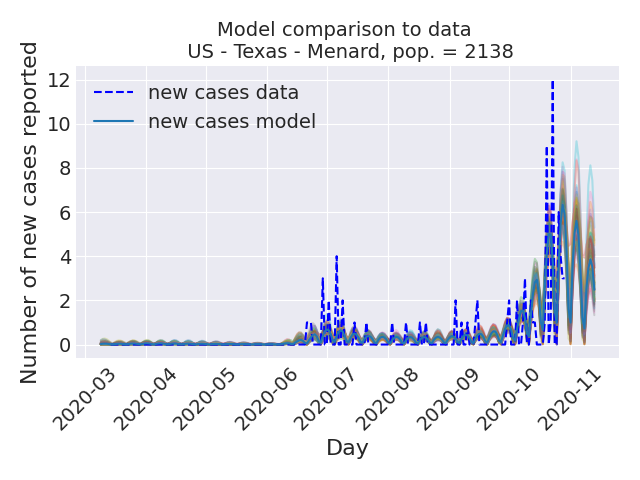 Model comparison to data
US - Texas - Menard, pop. = 2138
Number of new cases reported
12
10
8
6
4
2
0
new cases data
new cases model
2020-03
2020-04
2020-05
2020-06
2020-07
2020-08
2020-09
2020-10
2020-11
Day